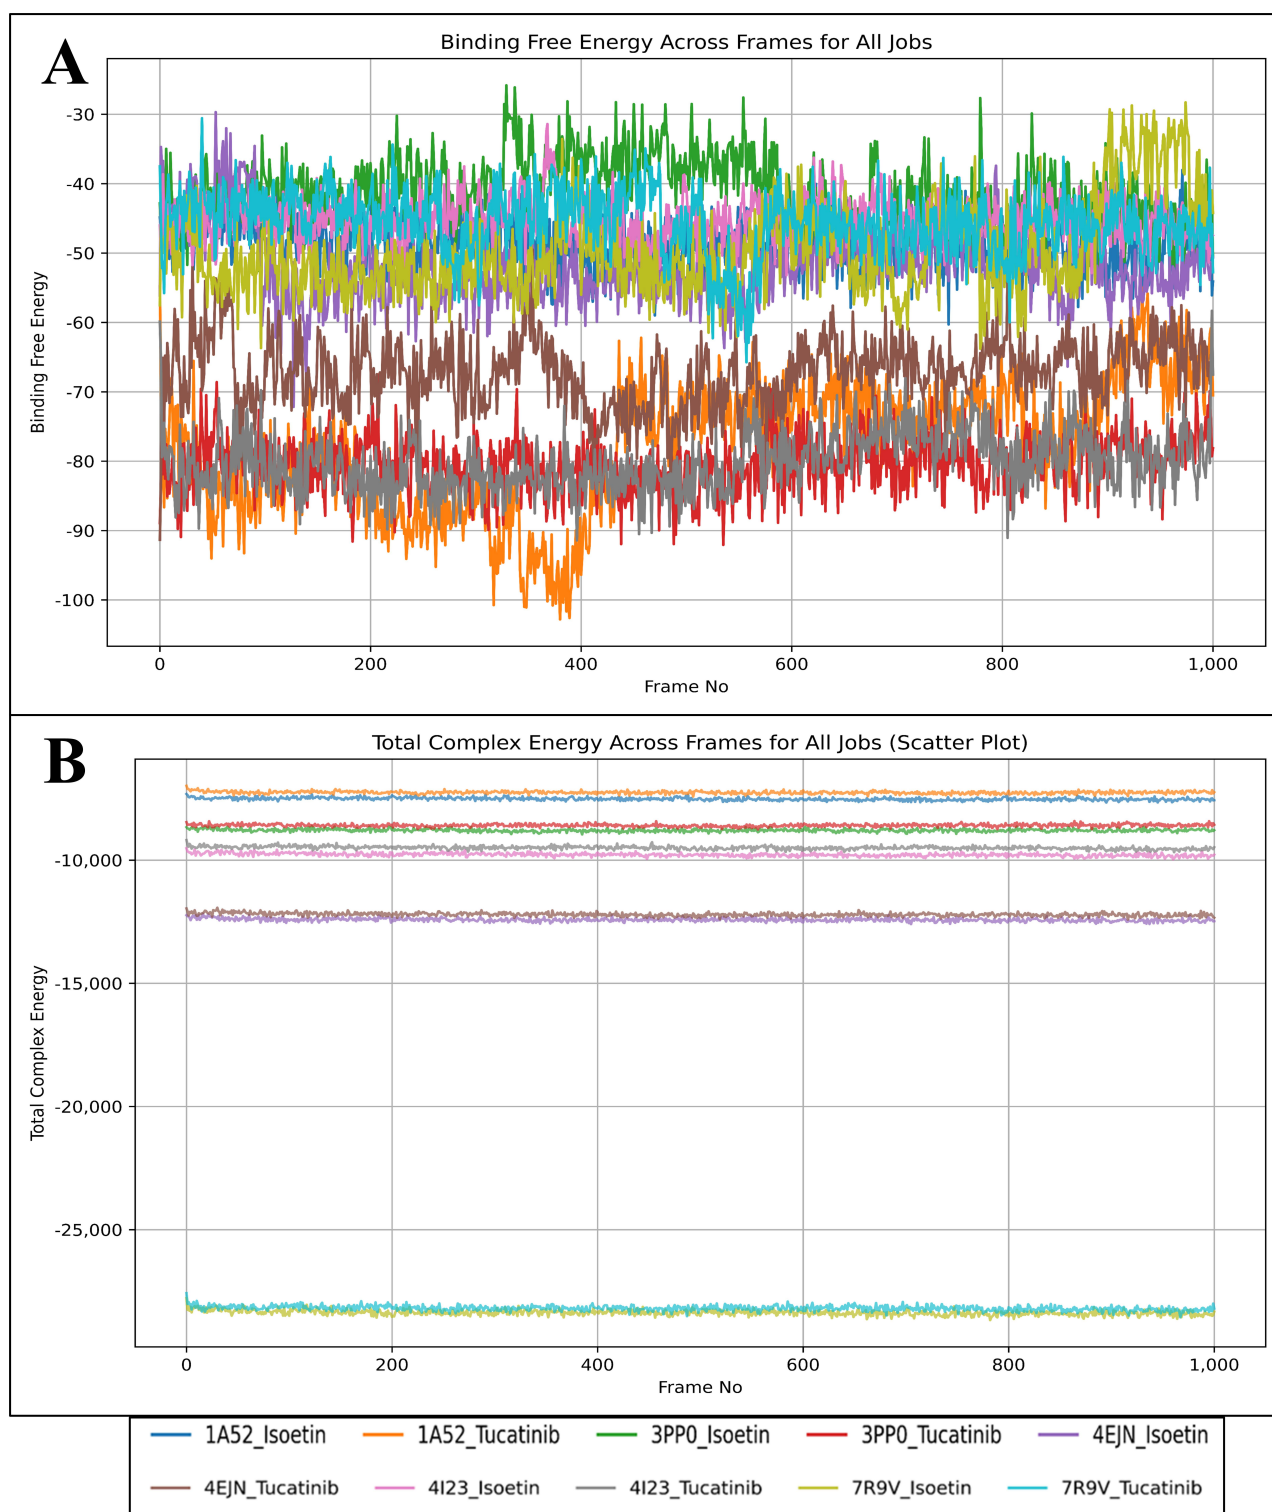 A
Binding Free Energy Across Frames for All Jobs
Binding Free Energy
-30
-40
-50
-60
-70
-80
-90
-100
0 200 400 600 800 1,000
Frame No
B
Total Complex Energy Across Frames for All Jobs (Scatter Plot)
Total Complex Energy
-10,000
-15,000
-20,000
-25,000
0 200 400 600 800 1,000
Frame No
1A52_Isoetin 1A52_Tucatinib 3PP0_Isoetin 3PP0_Tucatinib 4EJN_Isoetin
4EJN_Tucatinib 4I23_Isoetin 4I23_Tucatinib 7R9V_Isoetin 7R9V_Tucatinib